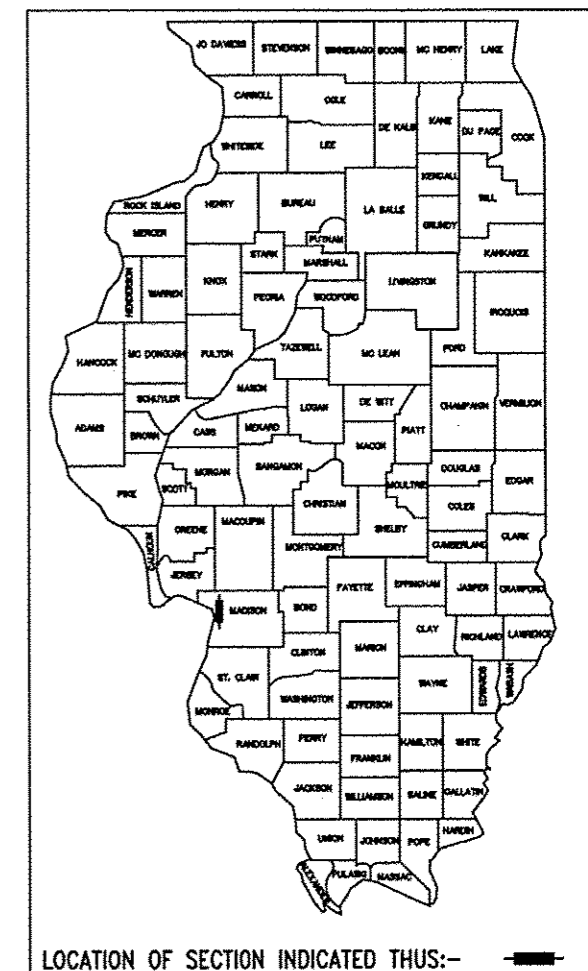 JO DAVIESS STEVENSON WINNEBAGO BOONE MC HENRY LAKE
CARROLL OGLE DE KALB KANE DU PAGE COOK
WHITESIDE LEE KENDALL WILL
ROCK ISLAND HENRY BUREAU LA SALLE GRUNDY
MERCER PUTNAM KANKAKEE
STARK MARSHALL
HENDERSON WARREN KNOX PEORIA WOODFORD LIVINGSTON IROQUOIS
HANCOCK MC DONOUGH FULTON TAZEWELL MC LEAN FORD
SCHUYLER MASON LOGAN DE WITT CHAMPAIGN VERMILION
ADAMS BROWN CASS MENARD MACON PIATT
PIKE SCOTT MORGAN SANGAMON CHRISTIAN MOULTRIE DOUGLAS EDGAR
COLES
CALHOUN GREENE MACOUPIN MONTGOMERY SHELBY CUMBERLAND CLARK
JERSEY FAYETTE EFFINGHAM JASPER CRAWFORD
MADISON BOND CLAY RICHLAND LAWRENCE
CLINTON MARION
ST. CLAIR WAYNE EDWARDS WABASH
MONROE WASHINGTON JEFFERSON
RANDOLPH PERRY HAMILTON WHITE
FRANKLIN
JACKSON WILLIAMSON SALINE GALLATIN
UNION JOHNSON POPE HARDIN
ALEXANDER PULASKI MASSAC
LOCATION OF SECTION INDICATED THUS:-